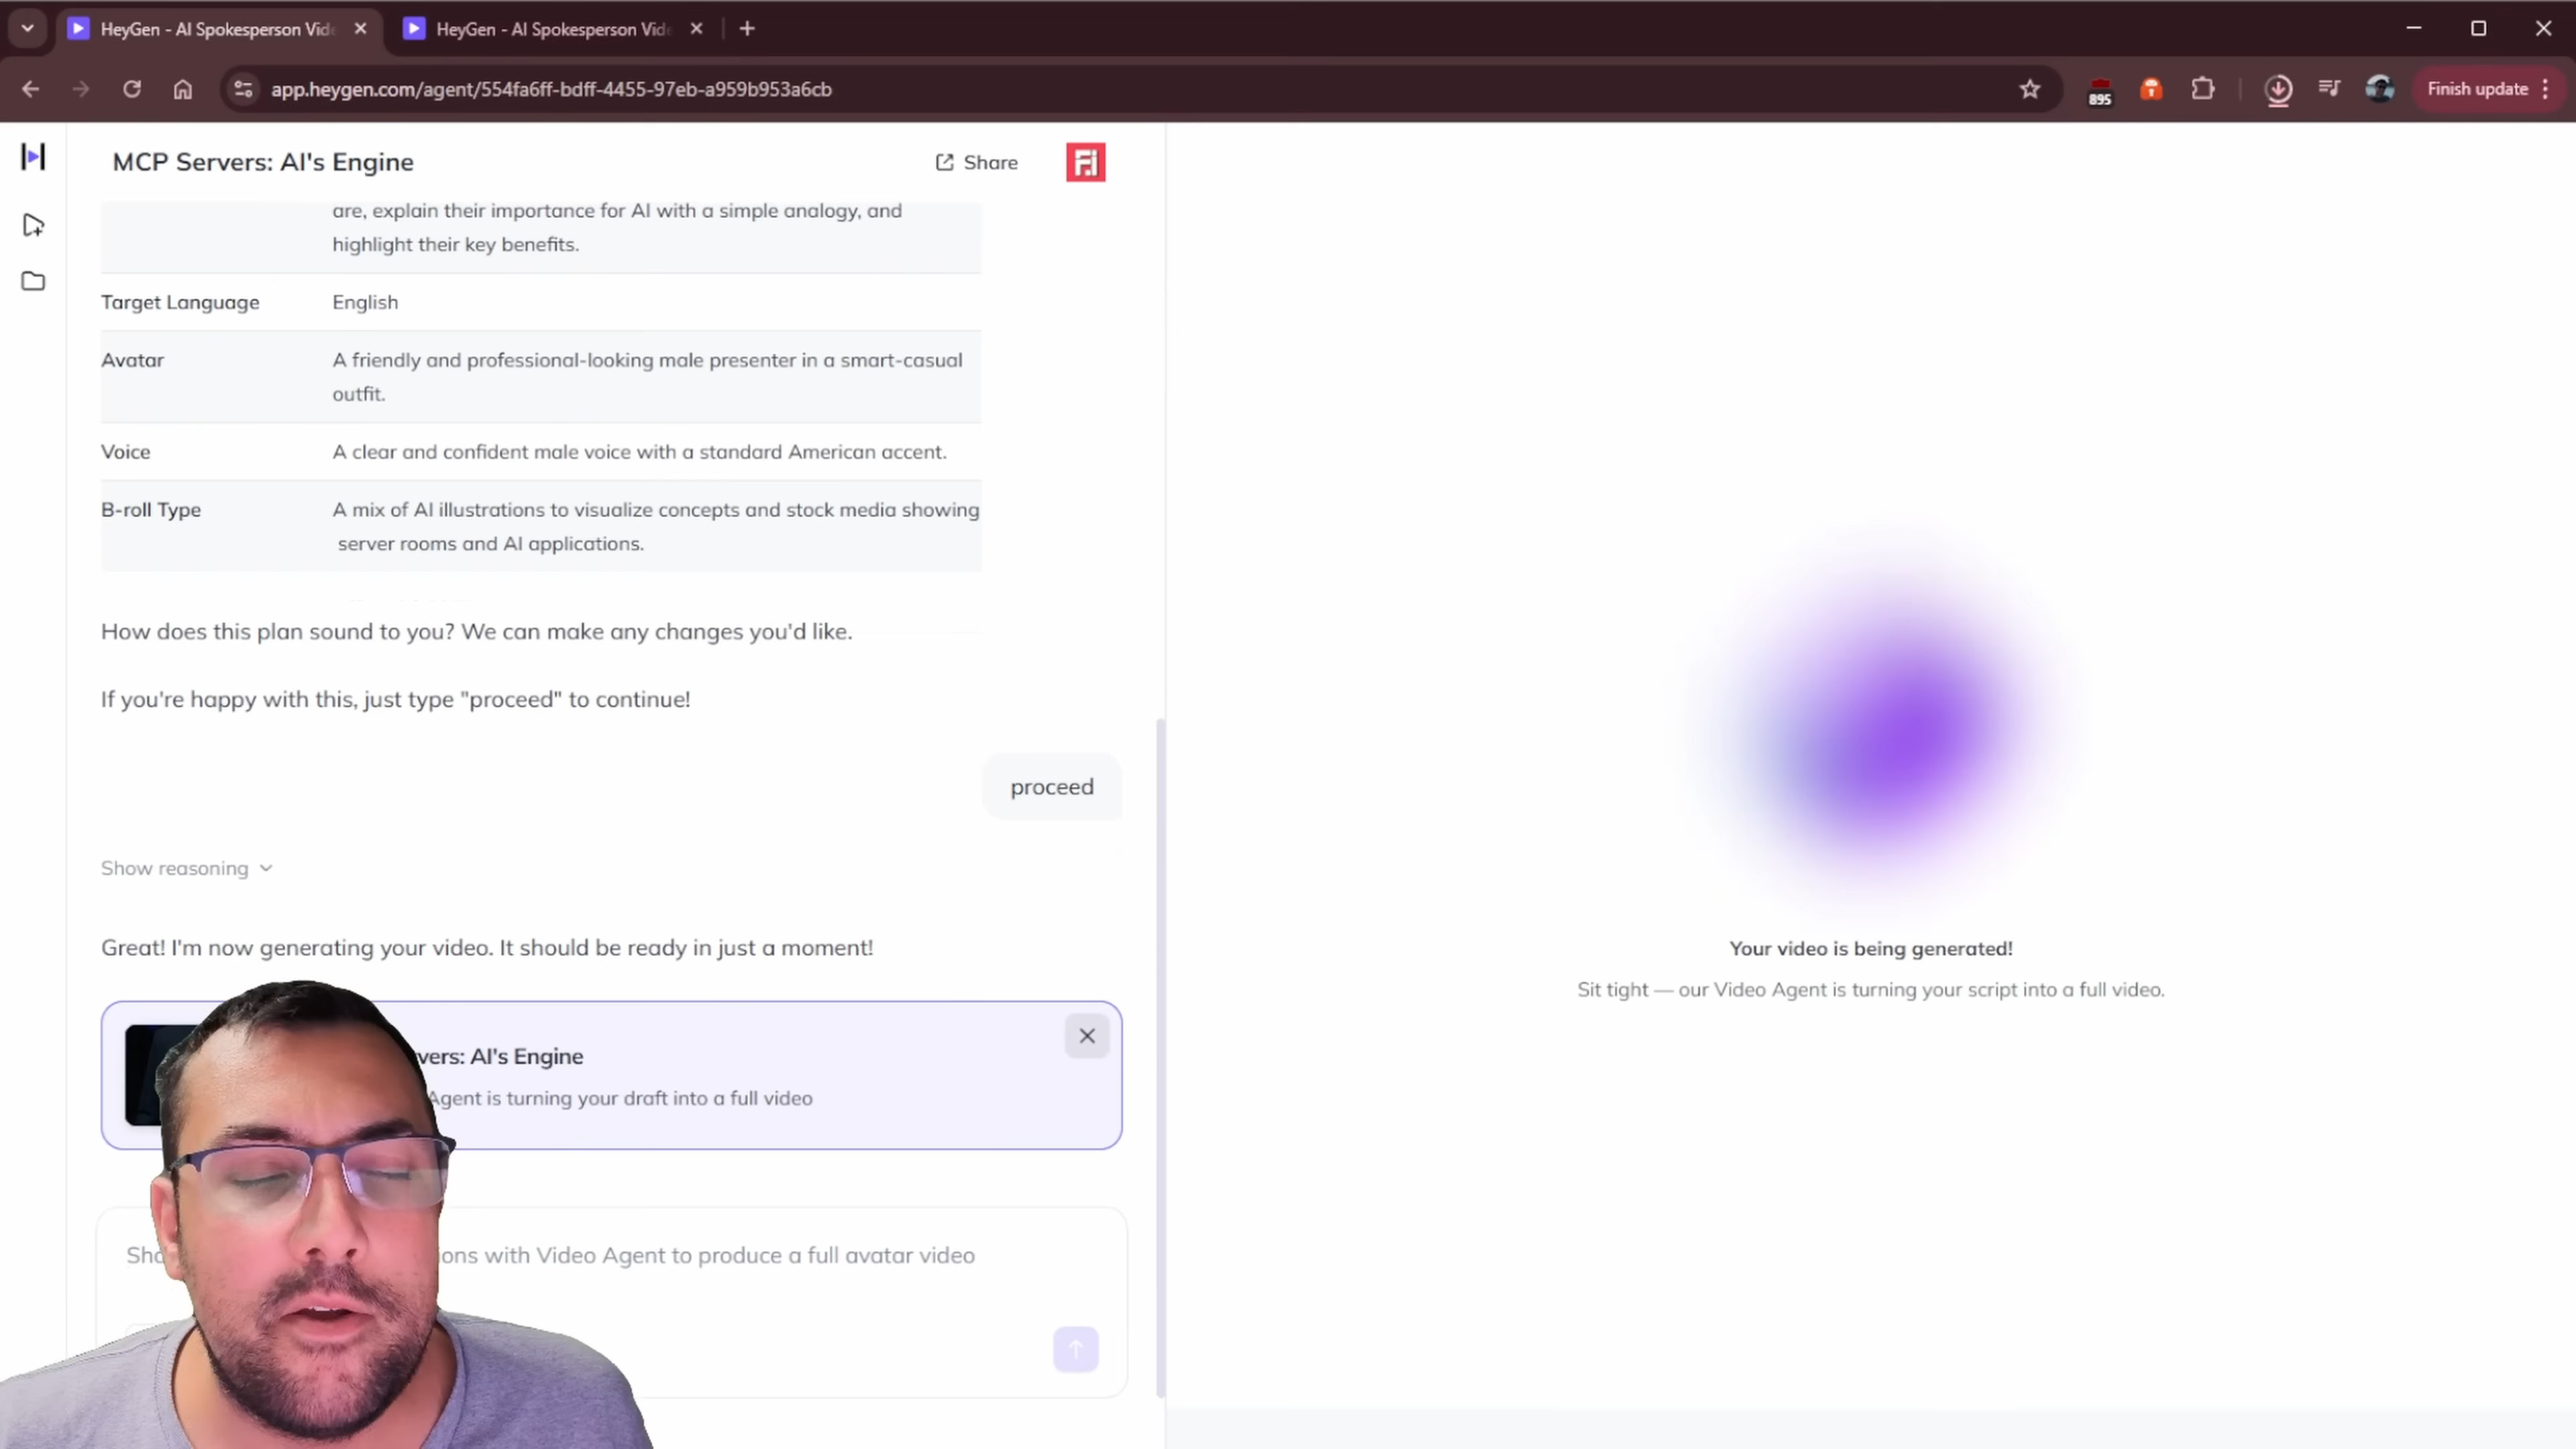 HeyGen - AI Spokesperson Vide
HeyGen - AI Spokesperson Vide
app.heygen.com/agent/554fa6ff-bdff-4455-97eb-a959b953a6cb
895
Finish update
MCP Servers: AI's Engine
Share
are, explain their importance for AI with a simple analogy, and
highlight their key benefits.
Target Language
English
Avatar
A friendly and professional-looking male presenter in a smart-casual
outfit.
Voice
A clear and confident male voice with a standard American accent.
B-roll Type
A mix of AI illustrations to visualize concepts and stock media showing
server rooms and AI applications.
How does this plan sound to you? We can make any changes you'd like.
If you're happy with this, just type "proceed" to continue!
proceed
Show reasoning
Great! I'm now generating your video. It should be ready in just a moment!
vers: AI's Engine
Agent is turning your draft into a full video
Sha
ons with Video Agent to produce a full avatar video
Your video is being generated!
Sit tight — our Video Agent is turning your script into a full video.